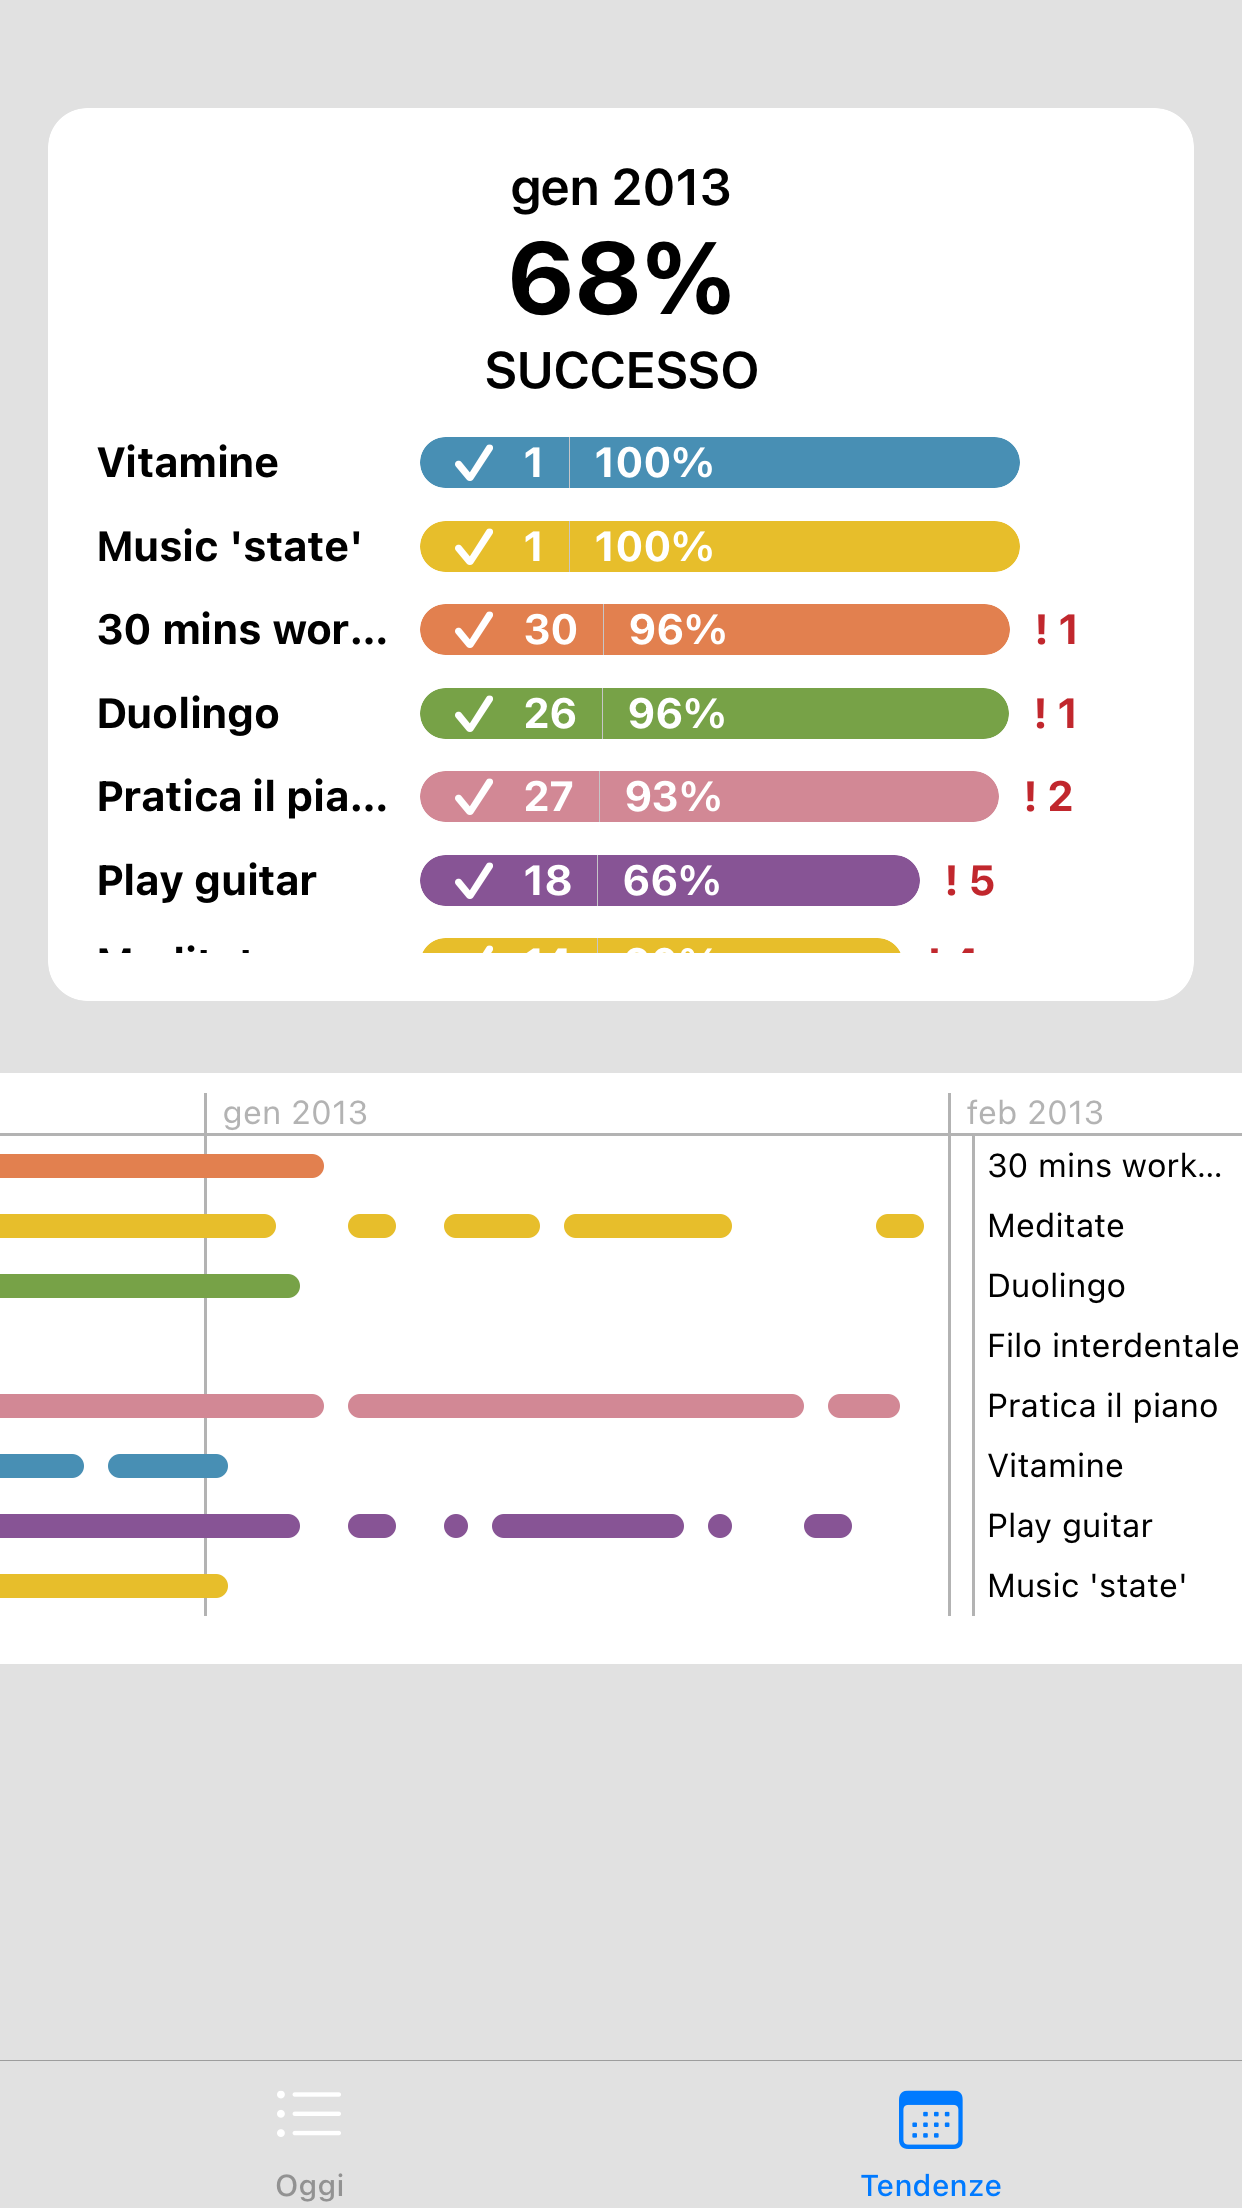 gen 2013
68%
SUCCESSO
Vitamine ✓ 1 100%
Music 'state' ✓ 1 100%
30 mins wor... ✓ 30 96% ! 1
Duolingo ✓ 26 96% ! 1
Pratica il pia... ✓ 27 93% ! 2
Play guitar ✓ 18 66% ! 5
gen 2013 feb 2013
30 mins work...
Meditate
Duolingo
Filo interdentale
Pratica il piano
Vitamine
Play guitar
Music 'state'
Oggi Tendenze